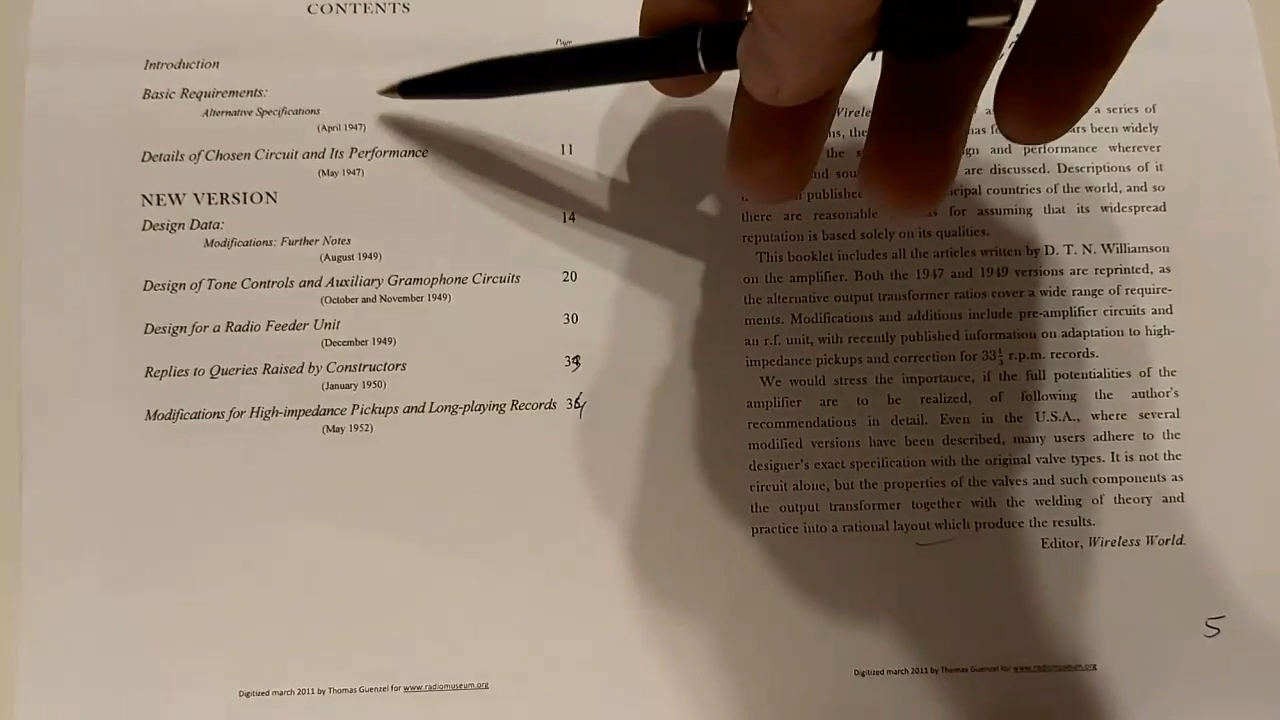 CONTENTS
Page
Introduction
Basic Requirements:
Alternative Specifications
(April 1947)
Details of Chosen Circuit and Its Performance 11
(May 1947)
NEW VERSION
Design Data: 14
Modifications; Further Notes
(August 1949)
Design of Tone Controls and Auxiliary Gramophone Circuits 20
(October and November 1949)
Design for a Radio Feeder Unit 30
(December 1949)
Replies to Queries Raised by Constructors
(January 1950)
Modifications for High-impedance Pickups and Long-playing Records
(May 1952)
Digitized march 2011 by Thomas Guenzel for www.radiomuseum.org
a series of
the been widely
the and performance wherever
are discussed. Descriptions of it
countries of the world, and so
there are reasonable for assuming that its widespread
reputation is based solely on its qualities.
This booklet includes all the articles written by D. T. N. Williamson
on the amplifier. Both the 1947 and 1949 versions are reprinted, as
the alternative output transformer ratios cover a wide range of require-
ments. Modifications and additions include pre-amplifier circuits and
an r.f. unit, with recently published information on adaptation to high-
impedance pickups and correction for 33⅓ r.p.m. records.
We would stress the importance, if the full potentialities of the
amplifier are to be realized, of following the author's
recommendations in detail. Even in the U.S.A., where several
modified versions have been described, many users adhere to the
designer's exact specification with the original valve types. It is not the
circuit alone, but the properties of the valves and such components as
the output transformer together with the welding of theory and
practice into a rational layout which produce the results.
Editor, Wireless World.
5
Digitized march 2011 by Thomas Guenzel for www.radiomuseum.org